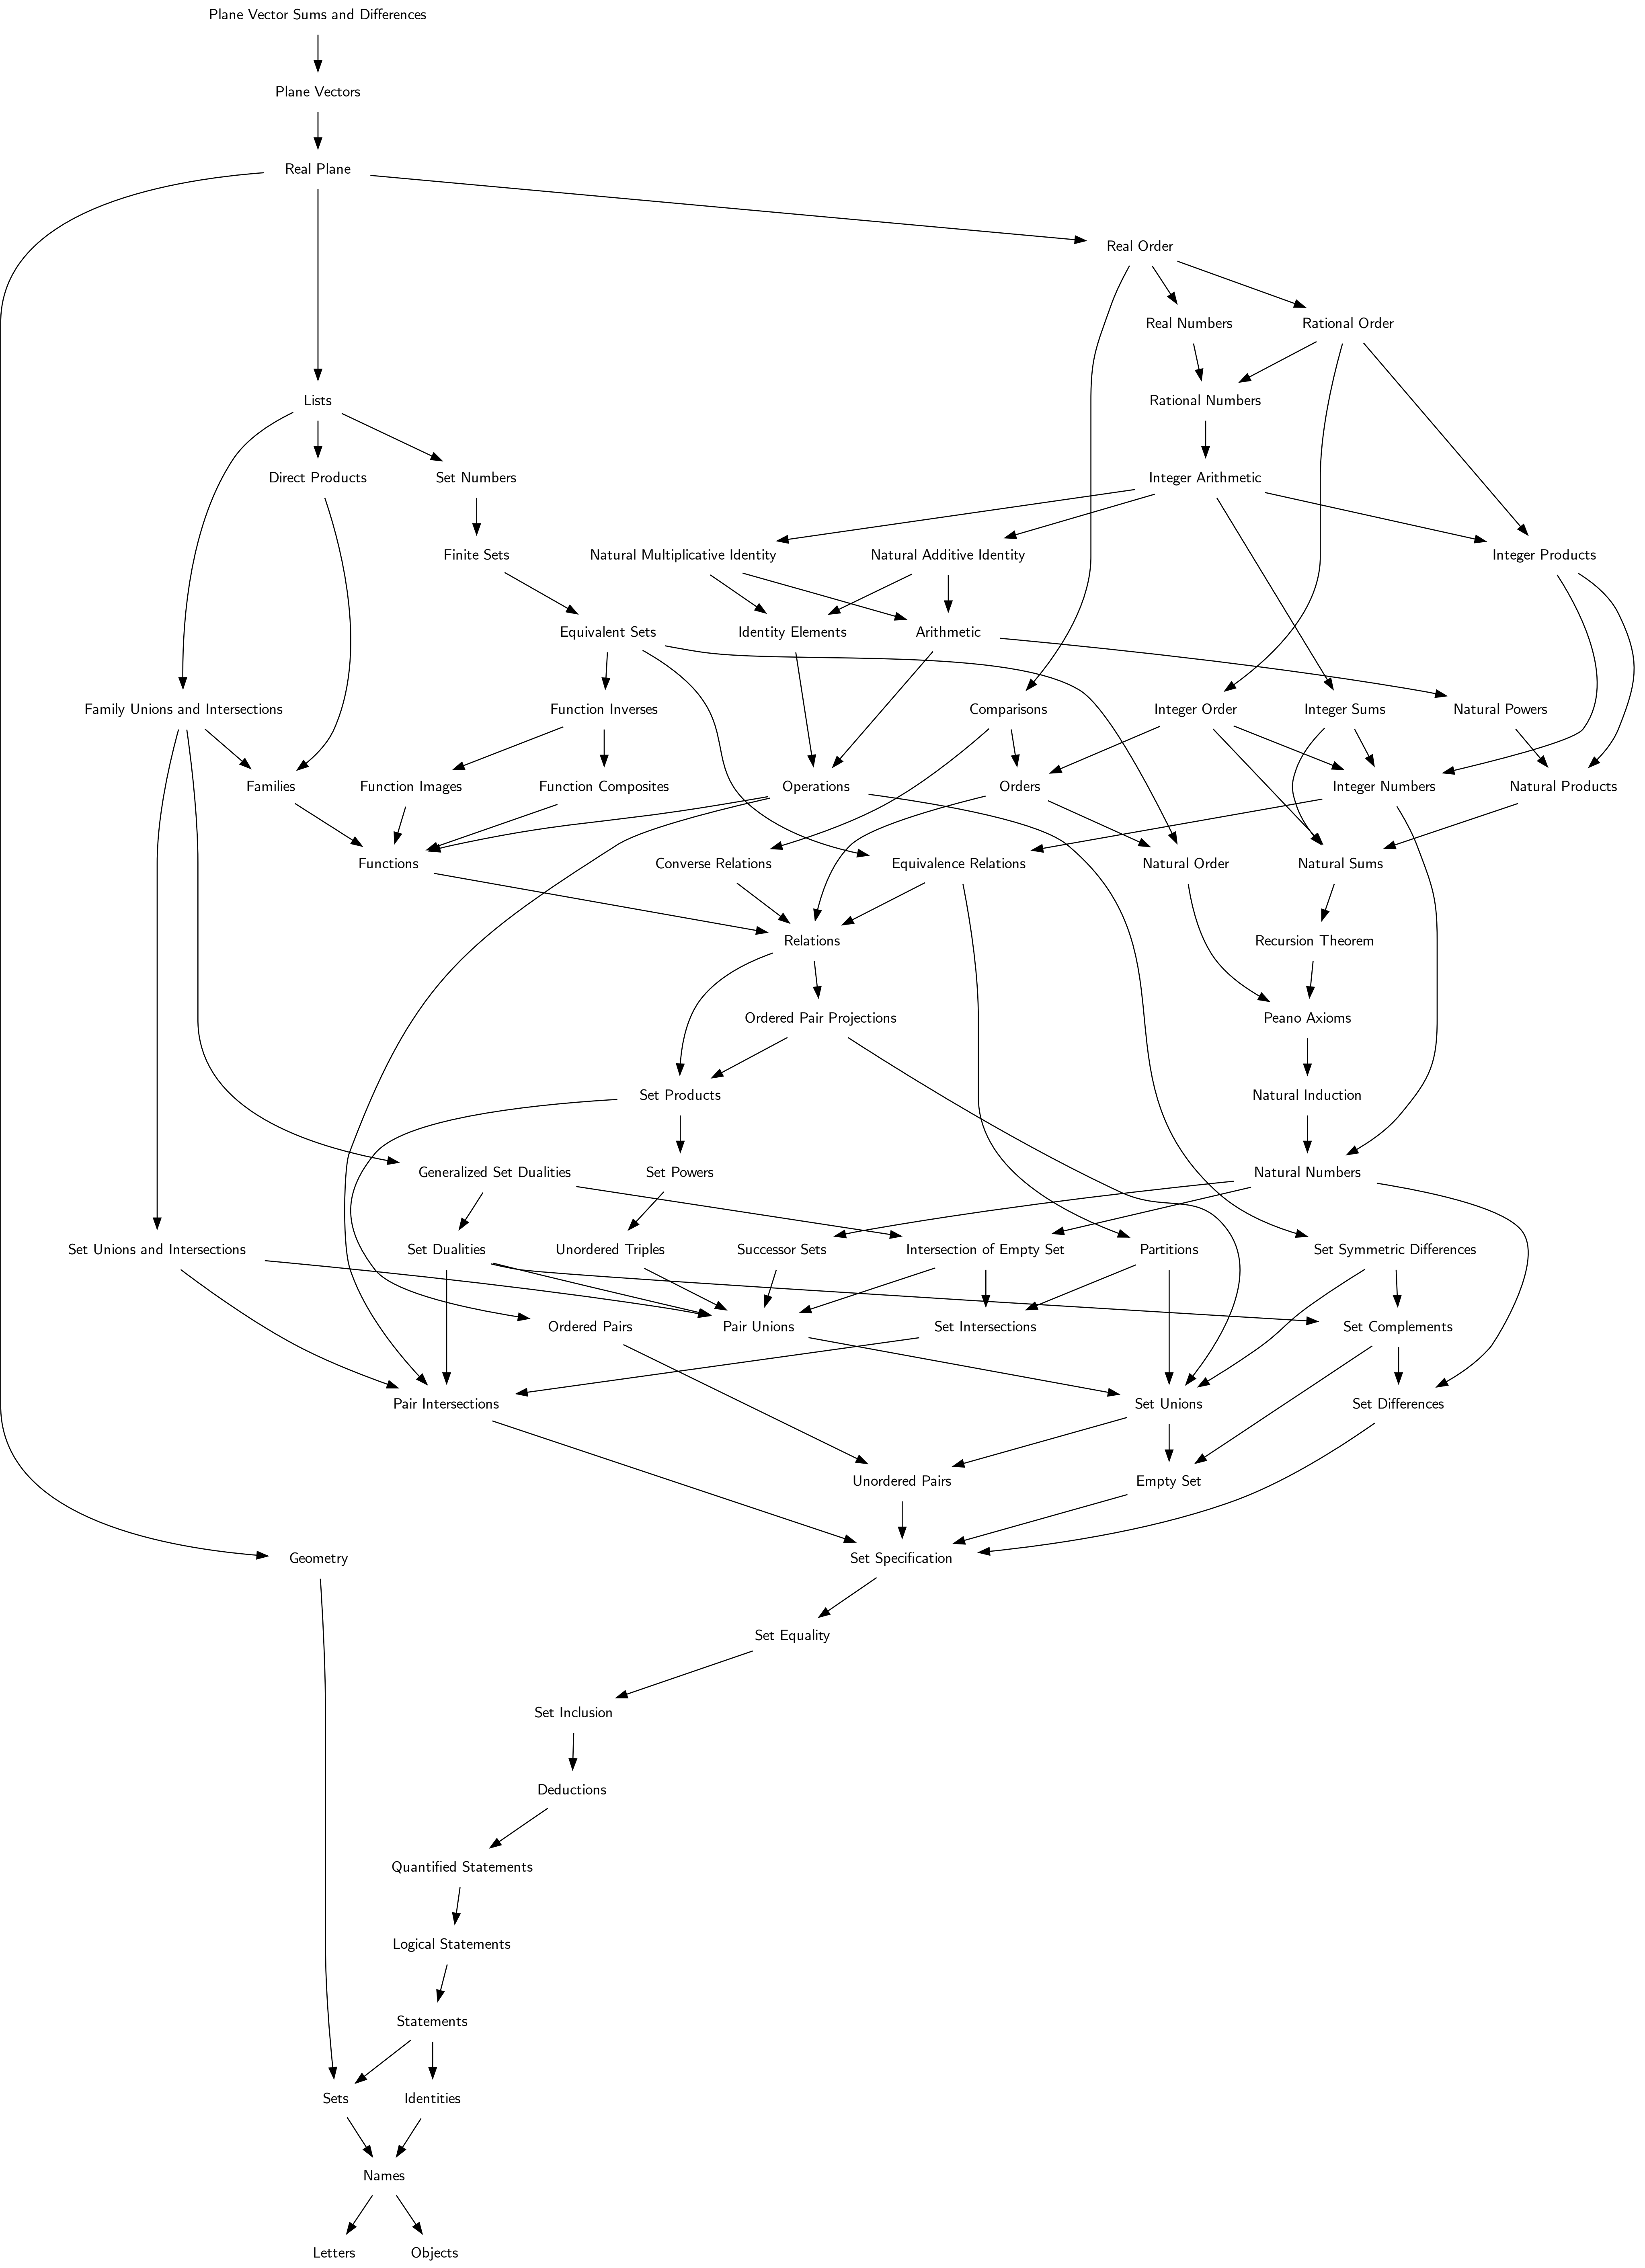 Plane Vector Sums and Differences
Plane Vectors
Real Plane
Real Order
Real Numbers
Rational Order
Lists
Rational Numbers
Direct Products
Set Numbers
Integer Arithmetic
Finite Sets
Natural Multiplicative Identity
Natural Additive Identity
Integer Products
Equivalent Sets
Identity Elements
Arithmetic
Family Unions and Intersections
Function Inverses
Comparisons
Integer Order
Integer Sums
Natural Powers
Families
Function Images
Function Composites
Operations
Orders
Integer Numbers
Natural Products
Functions
Converse Relations
Equivalence Relations
Natural Order
Natural Sums
Relations
Recursion Theorem
Ordered Pair Projections
Peano Axioms
Set Products
Natural Induction
Generalized Set Dualities
Set Powers
Natural Numbers
Set Unions and Intersections
Set Dualities
Unordered Triples
Successor Sets
Intersection of Empty Set
Partitions
Set Symmetric Differences
Ordered Pairs
Pair Unions
Set Intersections
Set Complements
Pair Intersections
Set Unions
Set Differences
Unordered Pairs
Empty Set
Geometry
Set Specification
Set Equality
Set Inclusion
Deductions
Quantified Statements
Logical Statements
Statements
Sets
Identities
Names
Letters
Objects